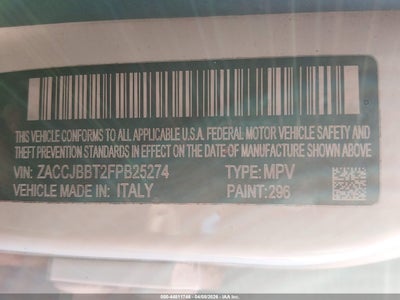 THIS VEHICLE CONFORMS TO ALL APPLICABLE U.S.A. FEDERAL MOTOR VEHICLE SAFETY AND
THEFT PREVENTION STANDARDS IN EFFECT ON THE DATE OF MANUFACTURE SHOWN ABOVE.
VIN: ZACCJBBT2FPB25274 TYPE: MPV
VEHICLE MADE IN: ITALY PAINT: 296